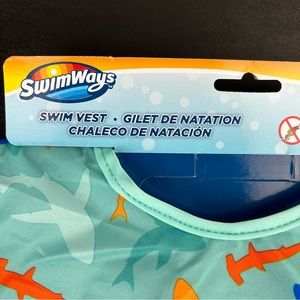 SwimWays
SWIM VEST • GILET DE NATATION
CHALECO DE NATACIÓN